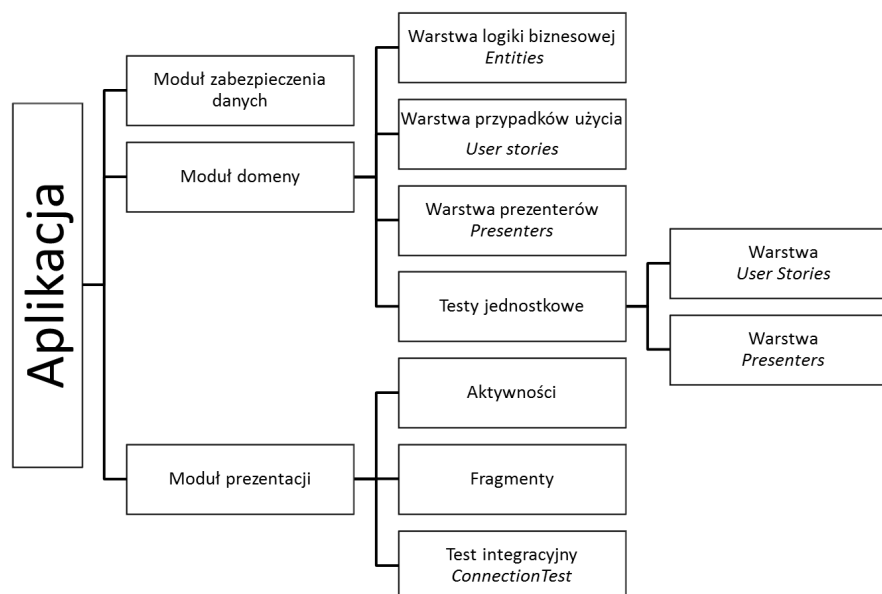 Aplikacja
Moduł zabezpieczenia
danych
Moduł domeny
Warstwa logiki biznesowej
Entities
Warstwa przypadków użycia
User stories
Warstwa prezenterów
Presenters
Testy jednostkowe
Warstwa
User Stories
Warstwa
Presenters
Moduł prezentacji
Aktywności
Fragmenty
Test integracyjny
ConnectionTest